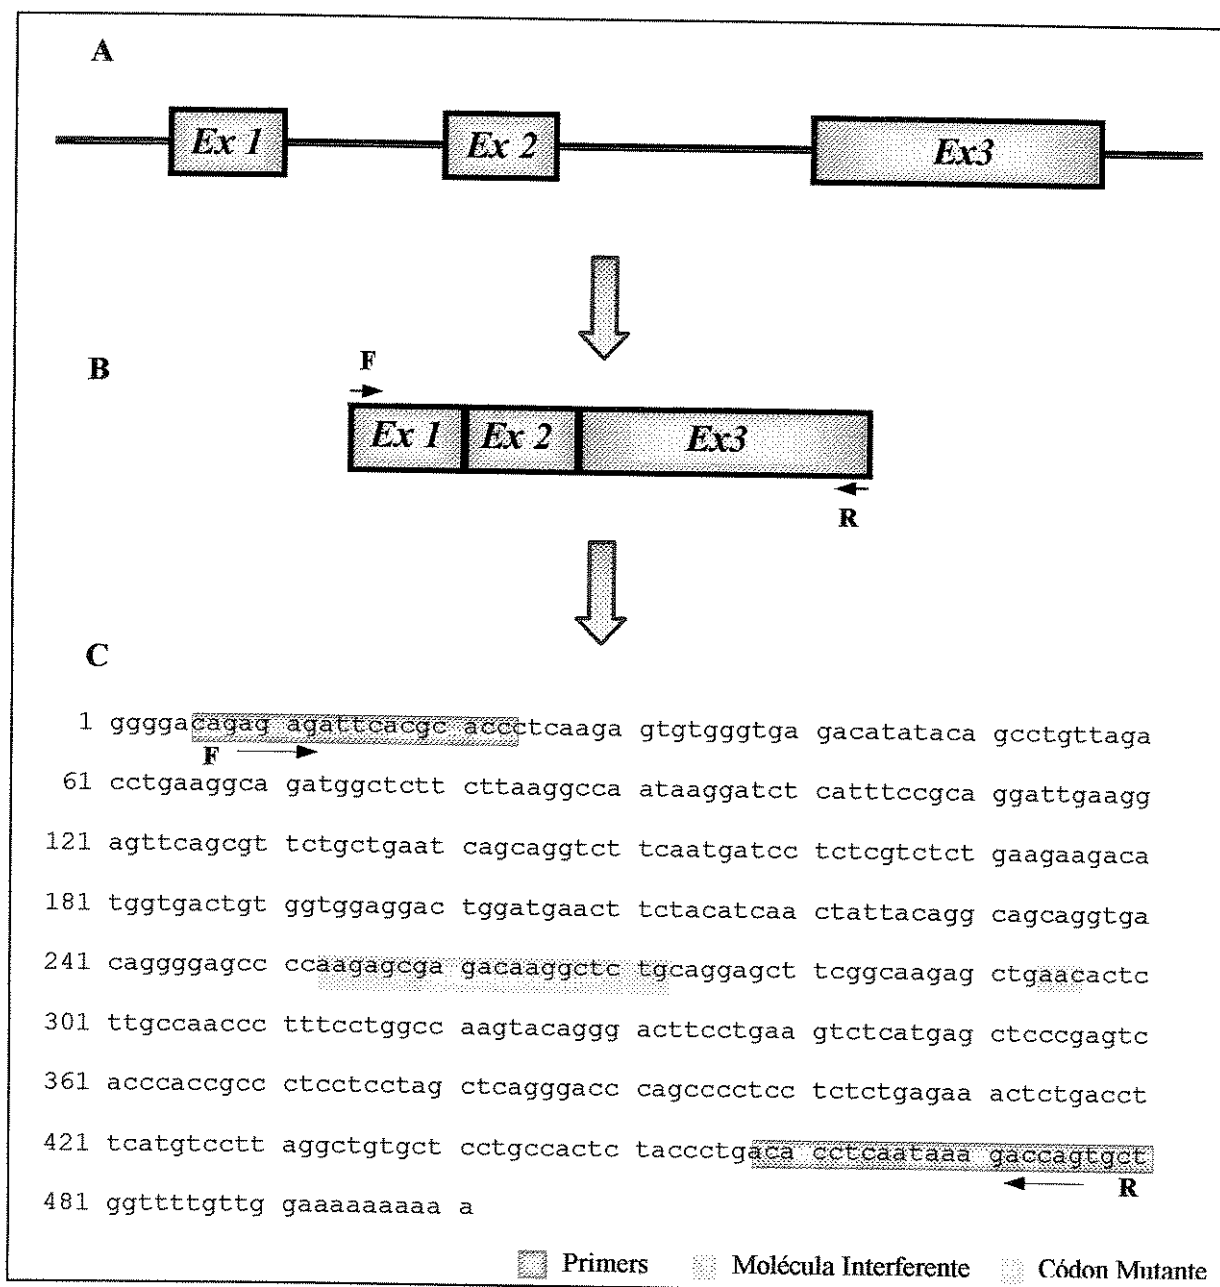 A
Ex 1 Ex 2 Ex3
B
F
Ex 1 Ex 2 Ex3
R
C
1 ggggacagag agattcacgc accctcaaga gtgtgggtga gacatataca gcctgttaga
F
61 cctgaaggca gatggctctt cttaaggcca ataaggatct catttccgca ggattgaagg
121 agttcagcgt tctgctgaat cagcaggtct tcaatgatcc tctcgtctct gaagaagaca
181 tggtgactgt ggtggaggac tggatgaact tctacatcaa ctattacagg cagcaggtga
241 caggggagcc ccaagagcga gacaaggctc tgcaggagct tcggcaagag ctgaacactc
301 ttgccaaccc tttcctggcc aagtacaggg acttcctgaa gtctcatgag ctcccgagtc
361 acccaccgcc ctcctcctag ctcagggacc cagcccctcc tctctgagaa actctgacct
421 tcatgtcctt aggctgtgct cctgccactc taccctgaca cctcaataaa gaccagtgct
R
481 ggttttgttg gaaaaaaaaa a
Primers Molécula Interferente Códon Mutante